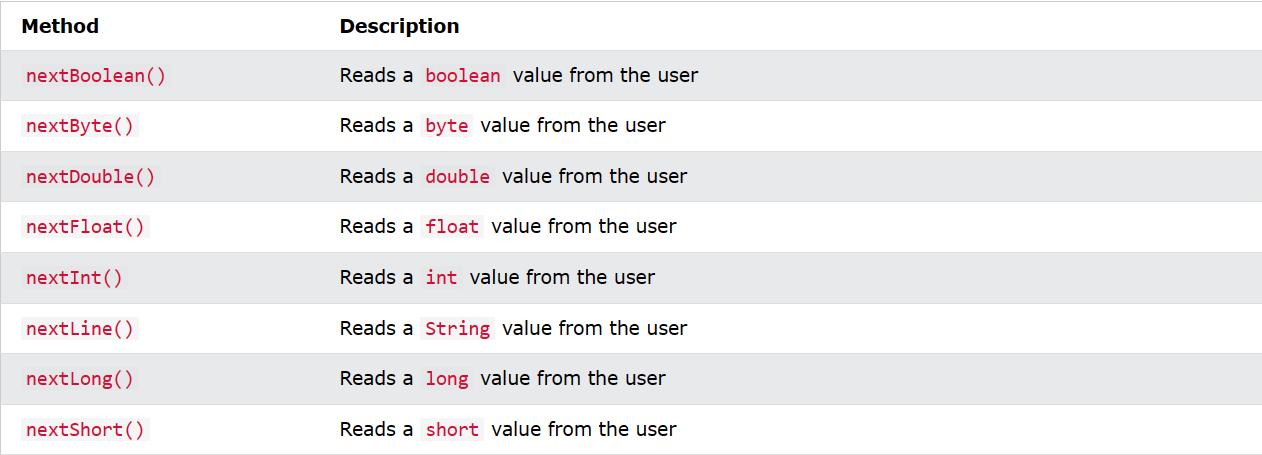 Method Description
nextBoolean() Reads a boolean value from the user
nextByte() Reads a byte value from the user
nextDouble() Reads a double value from the user
nextFloat() Reads a float value from the user
nextInt() Reads a int value from the user
nextLine() Reads a String value from the user
nextLong() Reads a long value from the user
nextShort() Reads a short value from the user